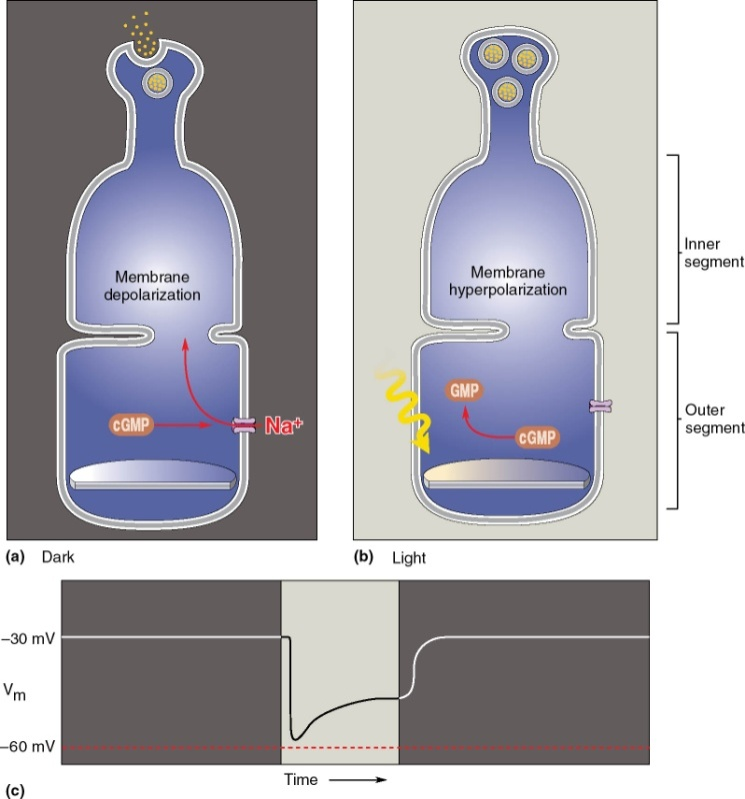 Membrane
depolarization
cGMP
Na+
(a) Dark
Membrane
hyperpolarization
GMP
cGMP
Inner
segment
Outer
segment
(b) Light
–30 mV
Vm
–60 mV
Time
(c)